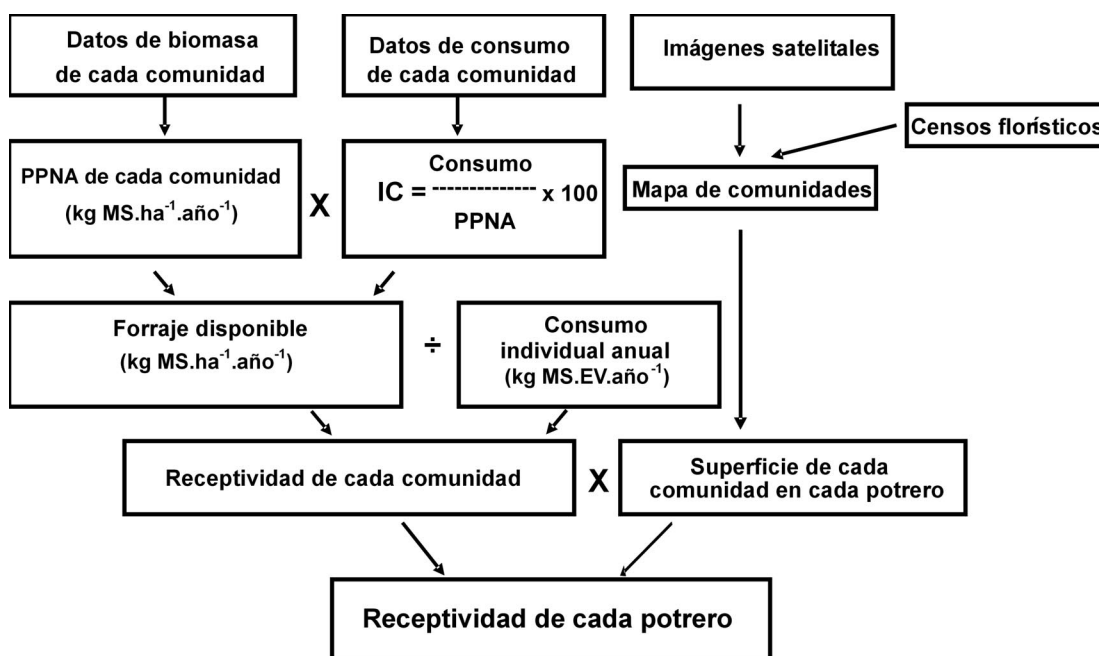 Datos de biomasa
de cada comunidad
Datos de consumo
de cada comunidad
Imágenes satelitales
Censos florísticos
PPNA de cada comunidad
(kg MS.ha⁻¹.año⁻¹)
X
Consumo
IC = -------------- x 100
PPNA
Mapa de comunidades
Forraje disponible
(kg MS.ha⁻¹.año⁻¹)
÷
Consumo
individual anual
(kg MS.EV.año⁻¹)
Receptividad de cada comunidad
X
Superficie de cada
comunidad en cada potrero
Receptividad de cada potrero